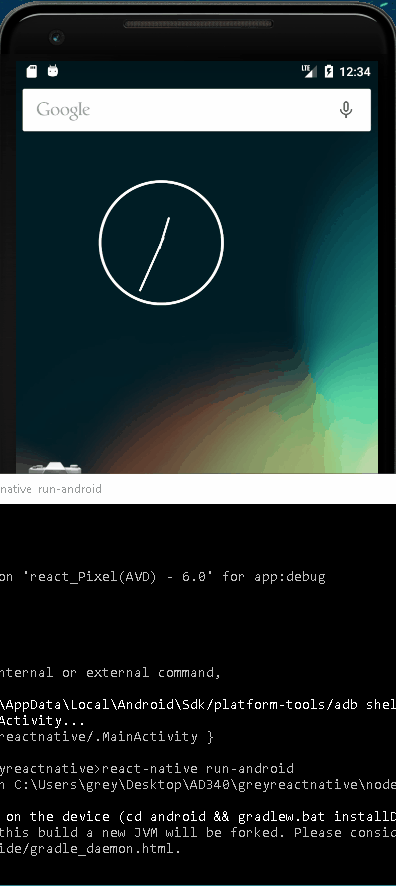 LTE 12:34
Google
native run-android
on 'react_Pixel(AVD) - 6.0' for app:debug
nternal or external command,
\AppData\Local\Android\Sdk/platform-tools/adb shel
Activity...
reactnative/.MainActivity }
yreactnative>react-native run-android
n C:\Users\grey\Desktop\AD340\greyreactnative\node
on the device (cd android && gradlew.bat installD
this build a new JVM will be forked. Please consid
ide/gradle_daemon.html.